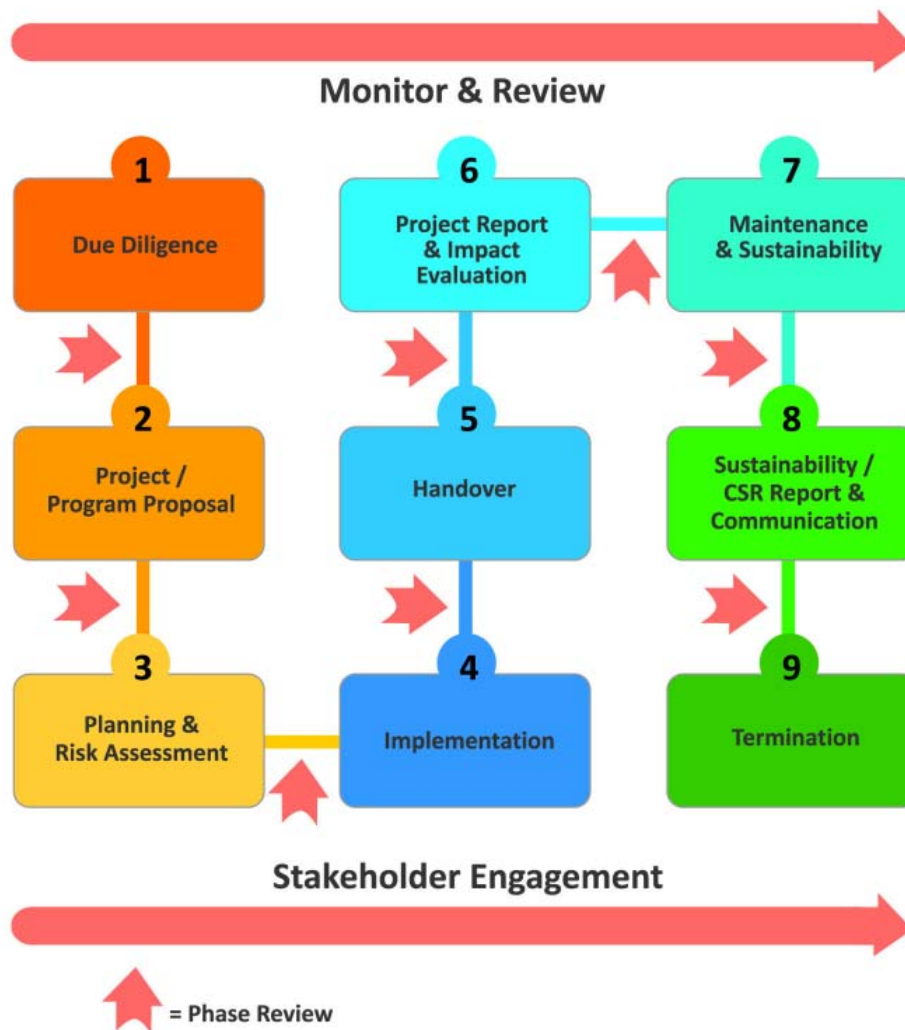 Monitor & Review
1
Due Diligence
2
Project /
Program Proposal
3
Planning &
Risk Assessment
4
Implementation
5
Handover
6
Project Report
& Impact
Evaluation
7
Maintenance
& Sustainability
8
Sustainability /
CSR Report &
Communication
9
Termination
Stakeholder Engagement
= Phase Review